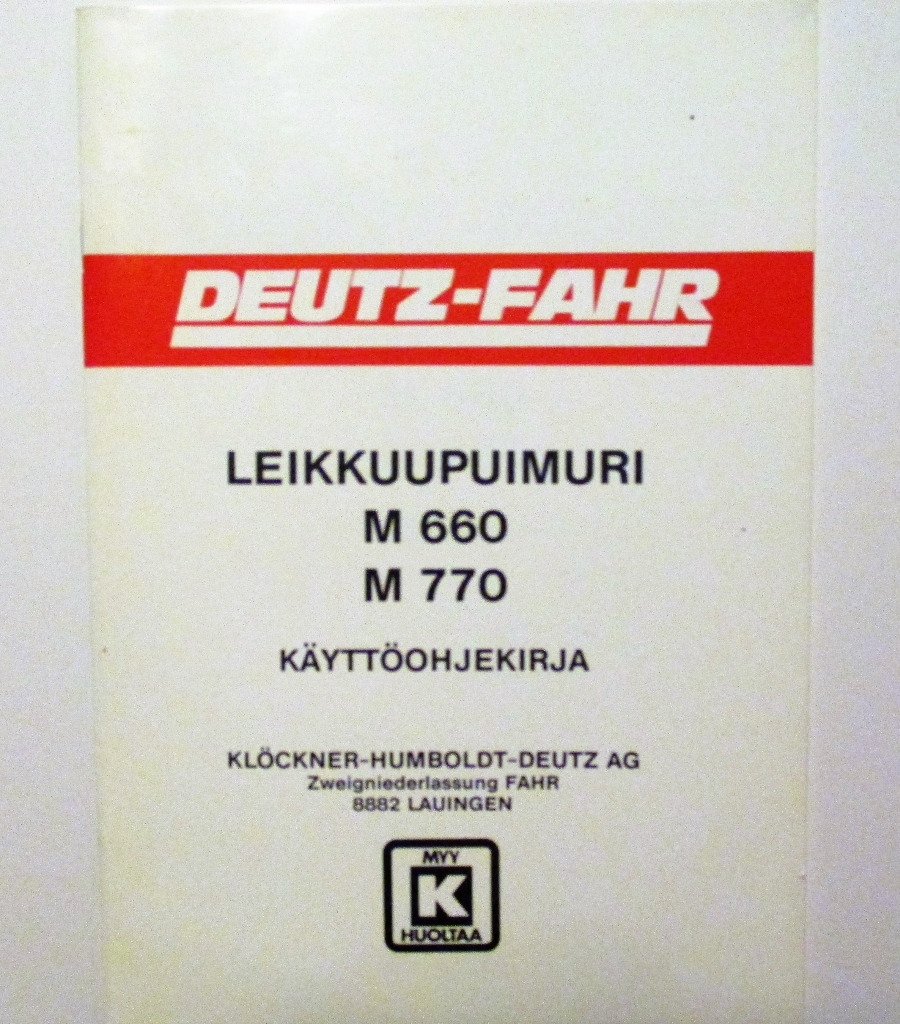 DEUTZ-FAHR
LEIKKUUPUIMURI
M 660
M 770
KÄYTTÖOHJEKIRJA
KLÖCKNER-HUMBOLDT-DEUTZ AG
Zweigniederlassung FAHR
8882 LAUINGEN
MYY
K
HUOLTAA